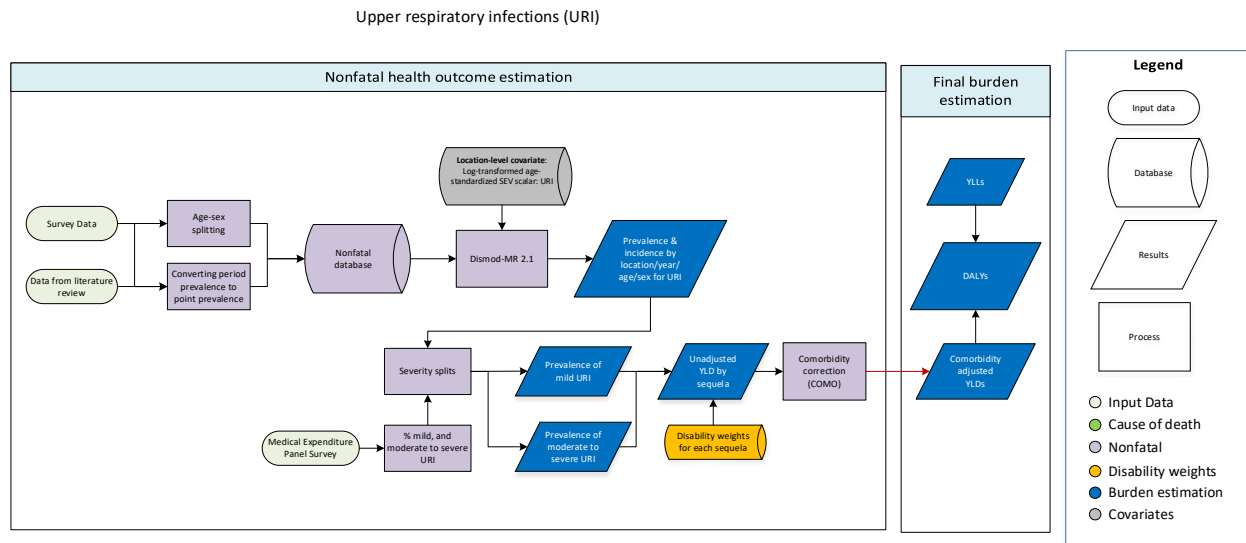 Upper respiratory infections (URI)
Nonfatal health outcome estimation
Final burden
estimation
Legend
Input data
Database
Results
Process
Input Data
Cause of death
Nonfatal
Disability weights
Burden estimation
Covariates
Location-level covariate:
Log-transformed age-
standardized SEV scalar: URI
Survey Data
Age-sex
splitting
Data from literature
review
Converting period
prevalence to
point prevalence
Nonfatal
database
Dismod-MR 2.1
Prevalence &
incidence by
location/year/
age/sex for URI
YLLs
DALYs
Severity splits
Prevalence of
mild URI
Unadjusted
YLD by
sequela
Comorbidity
correction
(COMO)
Comorbidity
adjusted
YLDs
Medical Expenditure
Panel Survey
% mild, and
moderate to severe
URI
Prevalence of
moderate to
severe URI
Disability weights
for each sequela